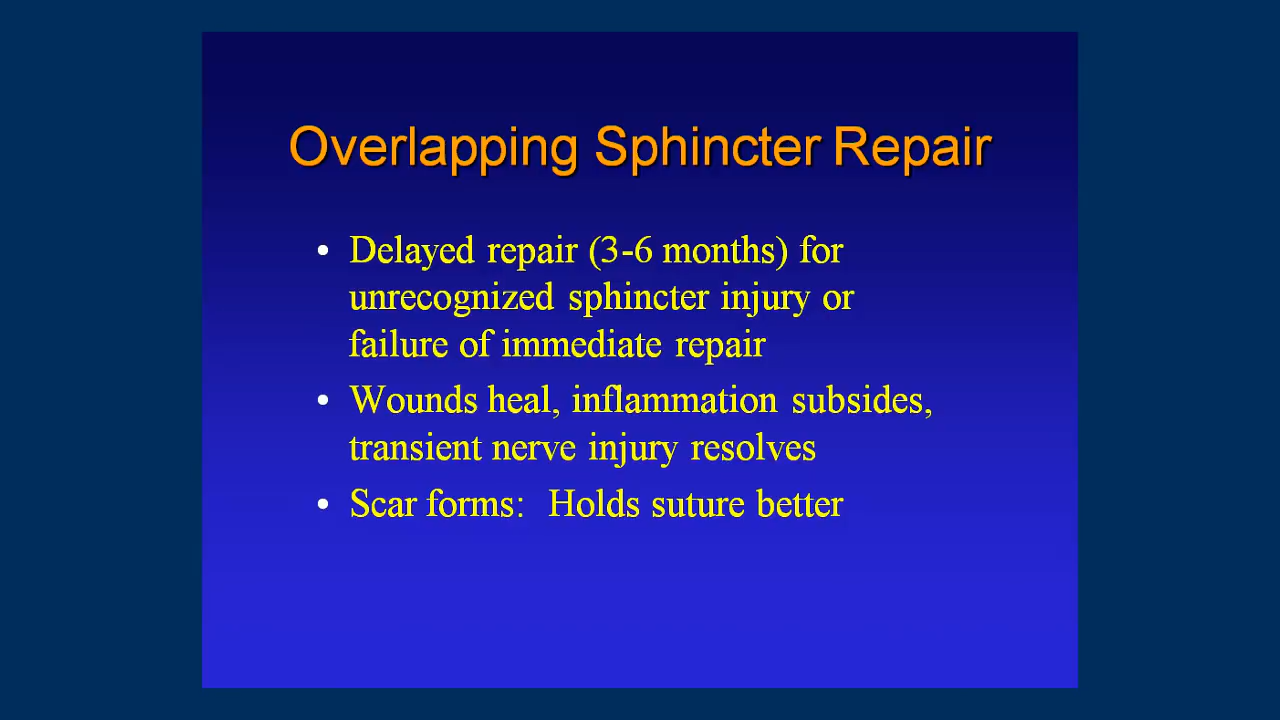 Overlapping Sphincter Repair
• Delayed repair (3-6 months) for
unrecognized sphincter injury or
failure of immediate repair
• Wounds heal, inflammation subsides,
transient nerve injury resolves
• Scar forms:  Holds suture better